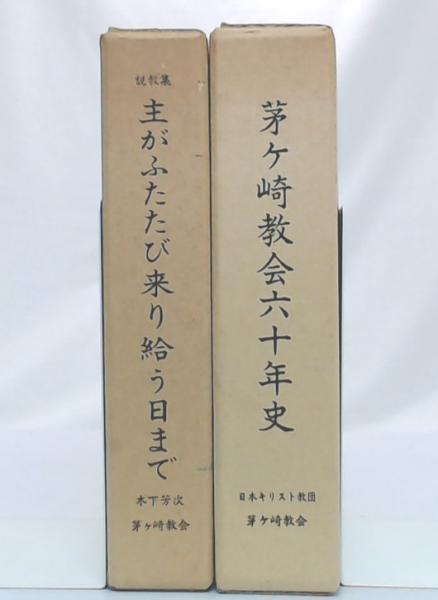 説教集
主がふたたび来り給う日まで
木下芳次
茅ヶ崎教会
茅ケ崎教会六十年史
日本キリスト教団
茅ケ崎教会